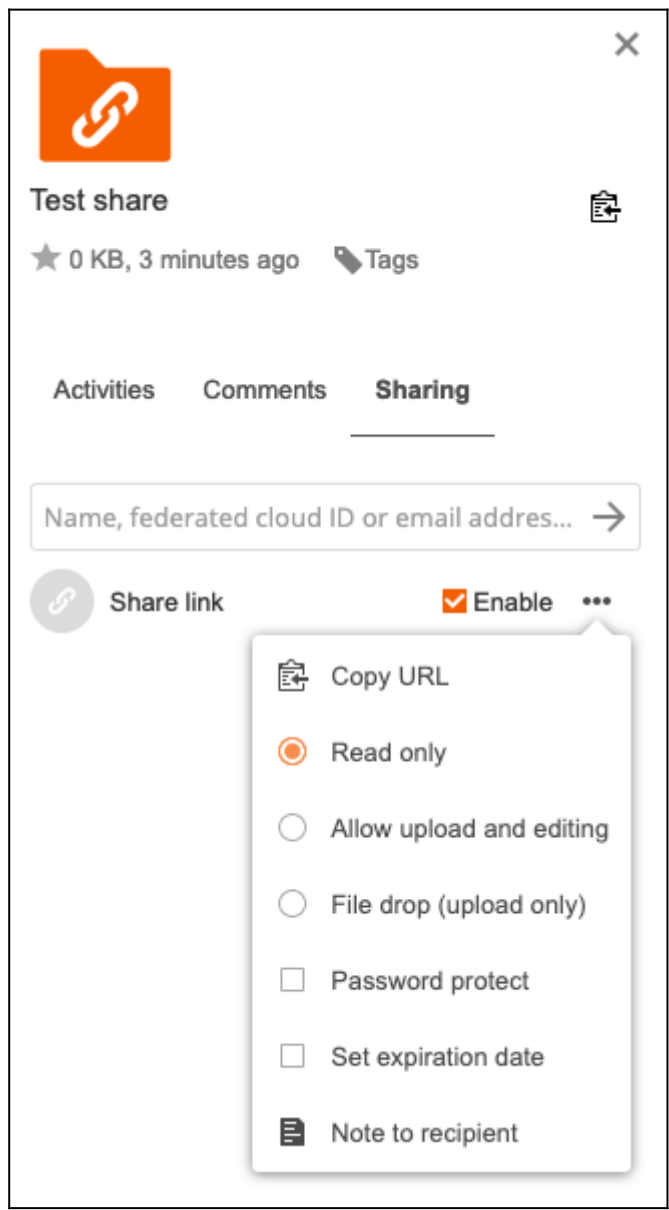 Test share
0 KB, 3 minutes ago Tags
Activities Comments Sharing
Name, federated cloud ID or email addres...
Share link Enable
Copy URL
Read only
Allow upload and editing
File drop (upload only)
Password protect
Set expiration date
Note to recipient